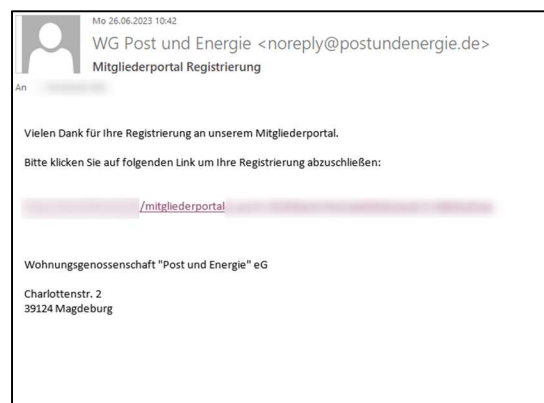 Mo 26.06.2023 10:42
WG Post und Energie <noreply@postundenergie.de>
Mitgliederportal Registrierung
An
Vielen Dank für Ihre Registrierung an unserem Mitgliederportal.
Bitte klicken Sie auf folgenden Link um Ihre Registrierung abzuschließen:
/mitgliederportal
Wohnungsgenossenschaft "Post und Energie" eG
Charlottenstr. 2
39124 Magdeburg